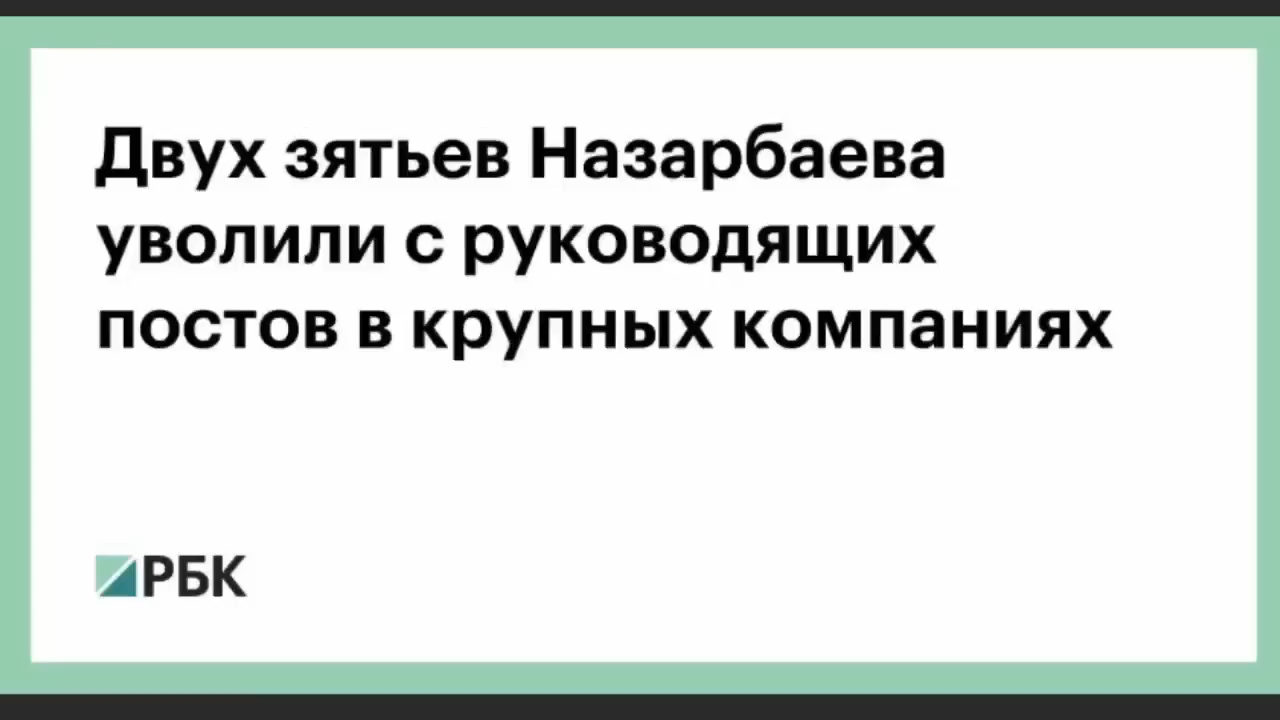 Двух зятьев Назарбаева
уволили с руководящих
постов в крупных компаниях
РБК